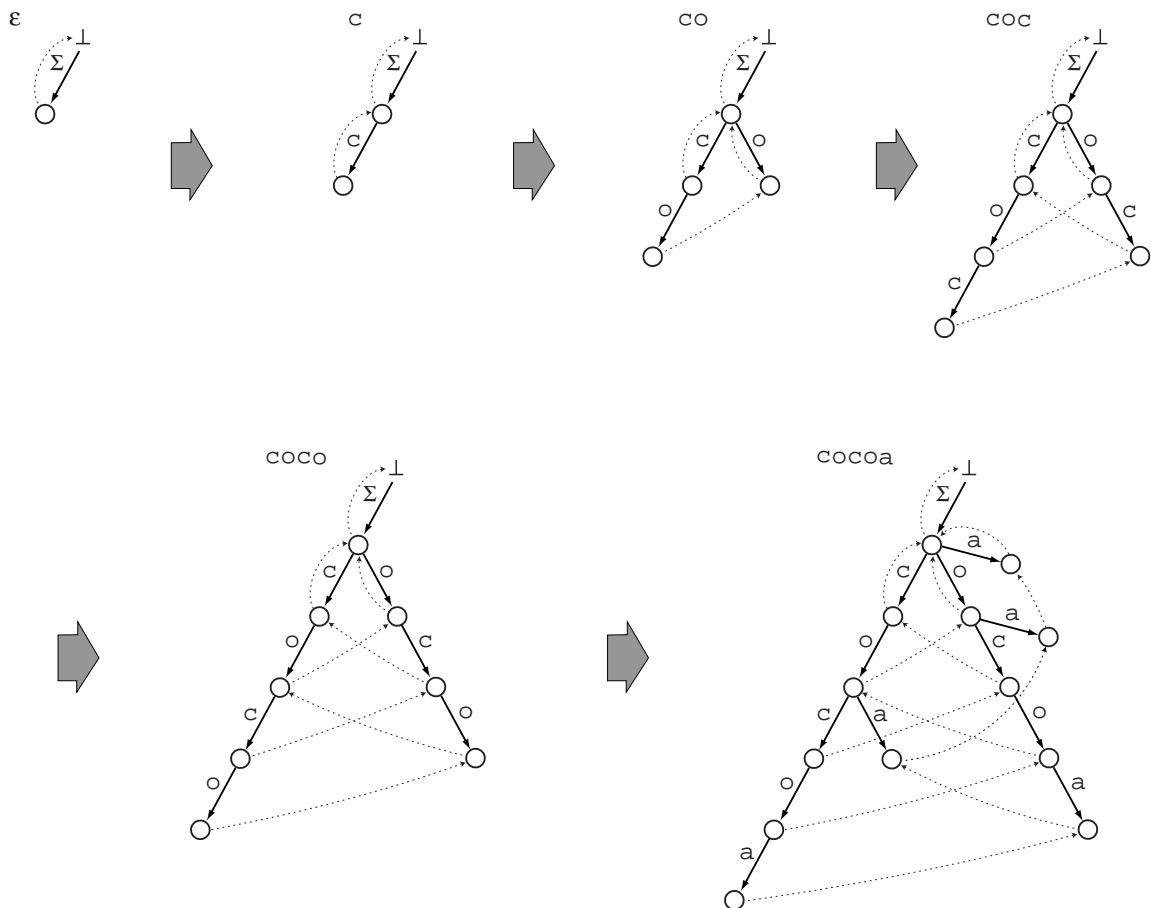 ε c co coc
⊥ ⊥ ⊥ ⊥
Σ Σ Σ Σ
c c o c o
o o c
c
coco cocoa
⊥ ⊥
Σ Σ
a
c o c o
a
o c o c
c o c a o
o o a
a